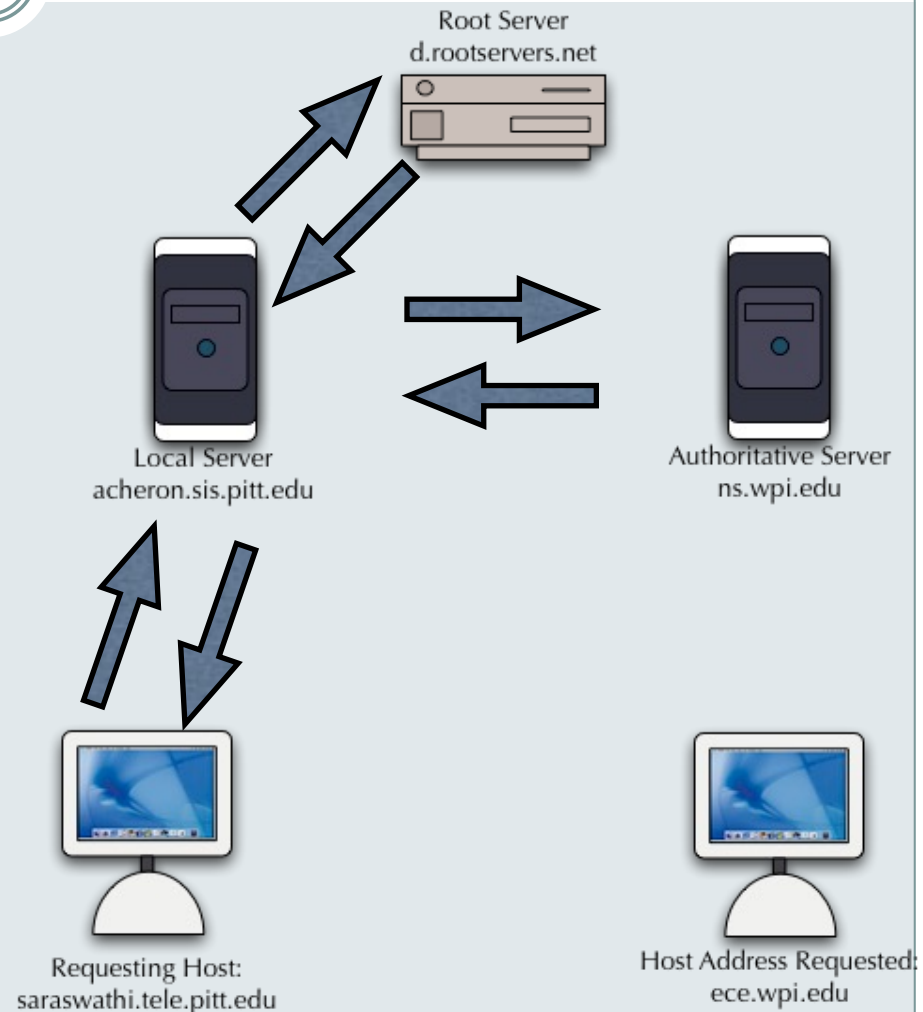 Root Server
d.rootservers.net
Local Server
acheron.sis.pitt.edu
Authoritative Server
ns.wpi.edu
Requesting Host:
saraswathi.tele.pitt.edu
Host Address Requested:
ece.wpi.edu